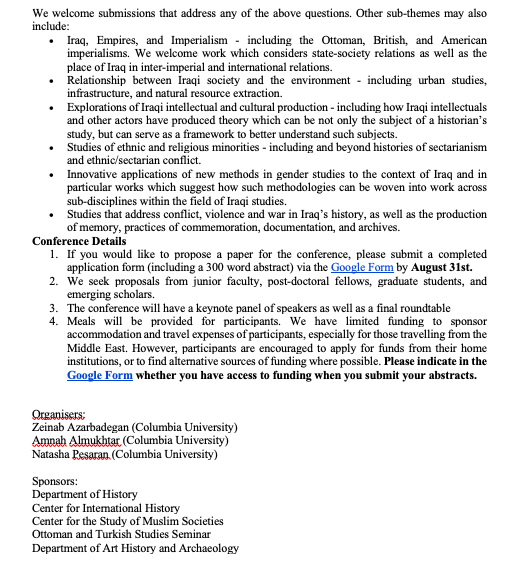 We welcome submissions that address any of the above questions. Other sub-themes may also
include:
• Iraq, Empires, and Imperialism - including the Ottoman, British, and American
imperialisms. We welcome work which considers state-society relations as well as the
place of Iraq in inter-imperial and international relations.
• Relationship between Iraqi society and the environment - including urban studies,
infrastructure, and natural resource extraction.
• Explorations of Iraqi intellectual and cultural production - including how Iraqi intellectuals
and other actors have produced theory which can be not only the subject of a historian's
study, but can serve as a framework to better understand such subjects.
• Studies of ethnic and religious minorities - including and beyond histories of sectarianism
and ethnic/sectarian conflict.
• Innovative applications of new methods in gender studies to the context of Iraq and in
particular works which suggest how such methodologies can be woven into work across
sub-disciplines within the field of Iraqi studies.
• Studies that address conflict, violence and war in Iraq's history, as well as the production
of memory, practices of commemoration, documentation, and archives.
Conference Details
1. If you would like to propose a paper for the conference, please submit a completed
application form (including a 300 word abstract) via the Google Form by August 31st.
2. We seek proposals from junior faculty, post-doctoral fellows, graduate students, and
emerging scholars.
3. The conference will have a keynote panel of speakers as well as a final roundtable
4. Meals will be provided for participants. We have limited funding to sponsor
accommodation and travel expenses of participants, especially for those travelling from the
Middle East. However, participants are encouraged to apply for funds from their home
institutions, or to find alternative sources of funding where possible. Please indicate in the
Google Form whether you have access to funding when you submit your abstracts.
Organisers:
Zeinab Azarbadegan (Columbia University)
Amnah Almukhtar (Columbia University)
Natasha Pesaran (Columbia University)
Sponsors:
Department of History
Center for International History
Center for the Study of Muslim Societies
Ottoman and Turkish Studies Seminar
Department of Art History and Archaeology